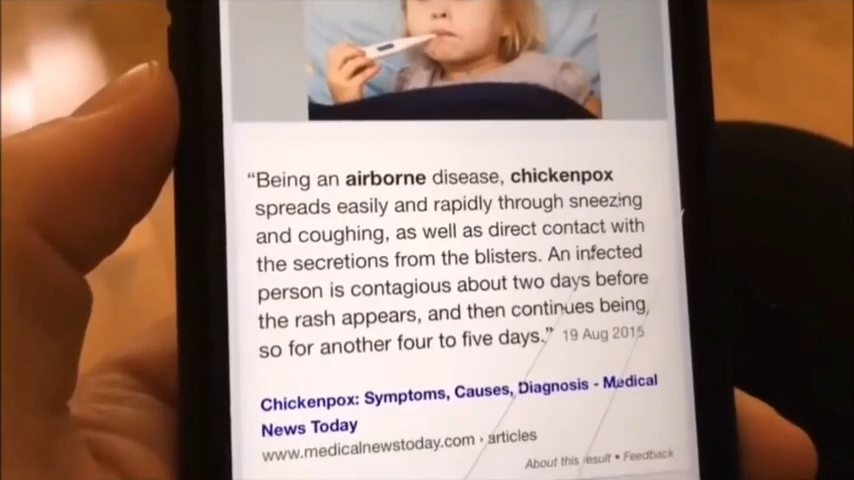 “Being an airborne disease, chickenpox
spreads easily and rapidly through sneezing
and coughing, as well as direct contact with
the secretions from the blisters. An infected
person is contagious about two days before
the rash appears, and then continues being
so for another four to five days.” 19 Aug 2015
Chickenpox: Symptoms, Causes, Diagnosis - Medical
News Today
www.medicalnewstoday.com › articles
About this result • Feedback